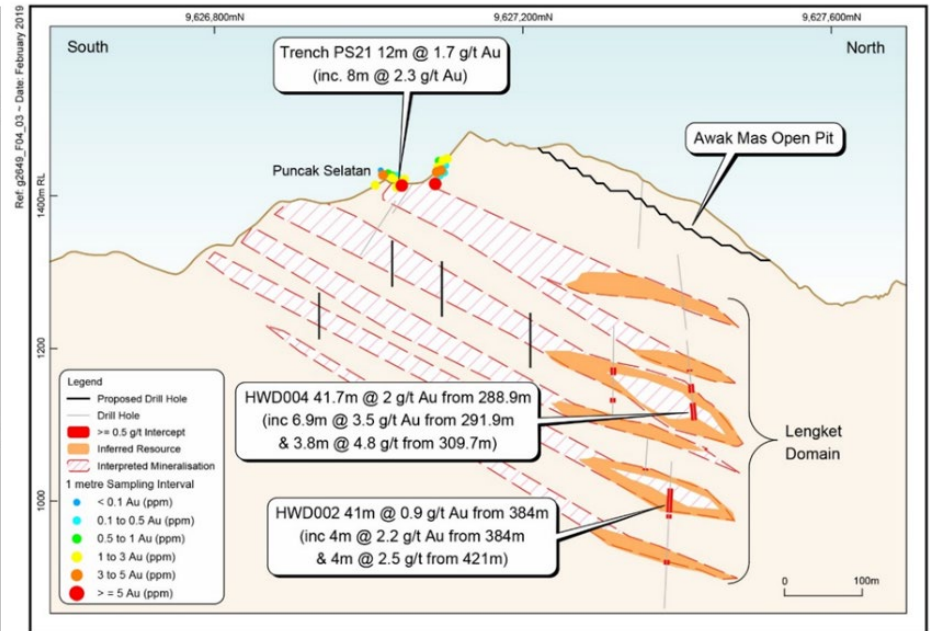 Ref: g2649_F04_03 ~ Date: February 2019
9,626,800mN
9,627,200mN
9,627,600mN
South
North
Trench PS21 12m @ 1.7 g/t Au
(inc. 8m @ 2.3 g/t Au)
Awak Mas Open Pit
Puncak Selatan
1400m RL
1200
1000
HWD004 41.7m @ 2 g/t Au from 288.9m
(inc 6.9m @ 3.5 g/t Au from 291.9m
& 3.8m @ 4.8 g/t from 309.7m)
Lengket
Domain
HWD002 41m @ 0.9 g/t Au from 384m
(inc 4m @ 2.2 g/t Au from 384m
& 4m @ 2.5 g/t from 421m)
Legend
Proposed Drill Hole
Drill Hole
>= 0.5 g/t Intercept
Inferred Resource
Interpreted Mineralisation
1 metre Sampling Interval
< 0.1 Au (ppm)
0.1 to 0.5 Au (ppm)
0.5 to 1 Au (ppm)
1 to 3 Au (ppm)
3 to 5 Au (ppm)
> = 5 Au (ppm)
0 100m